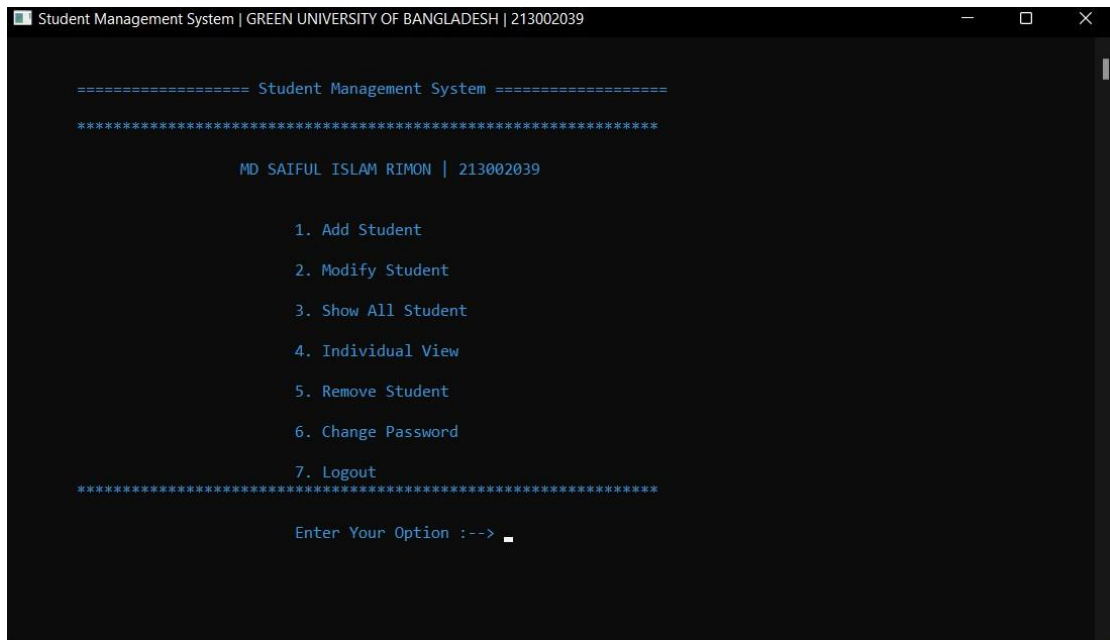 Student Management System | GREEN UNIVERSITY OF BANGLADESH | 213002039
=================== Student Management System ===================
****************************************************************
MD SAIFUL ISLAM RIMON | 213002039
1. Add Student
2. Modify Student
3. Show All Student
4. Individual View
5. Remove Student
6. Change Password
7. Logout
****************************************************************
Enter Your Option :--> _